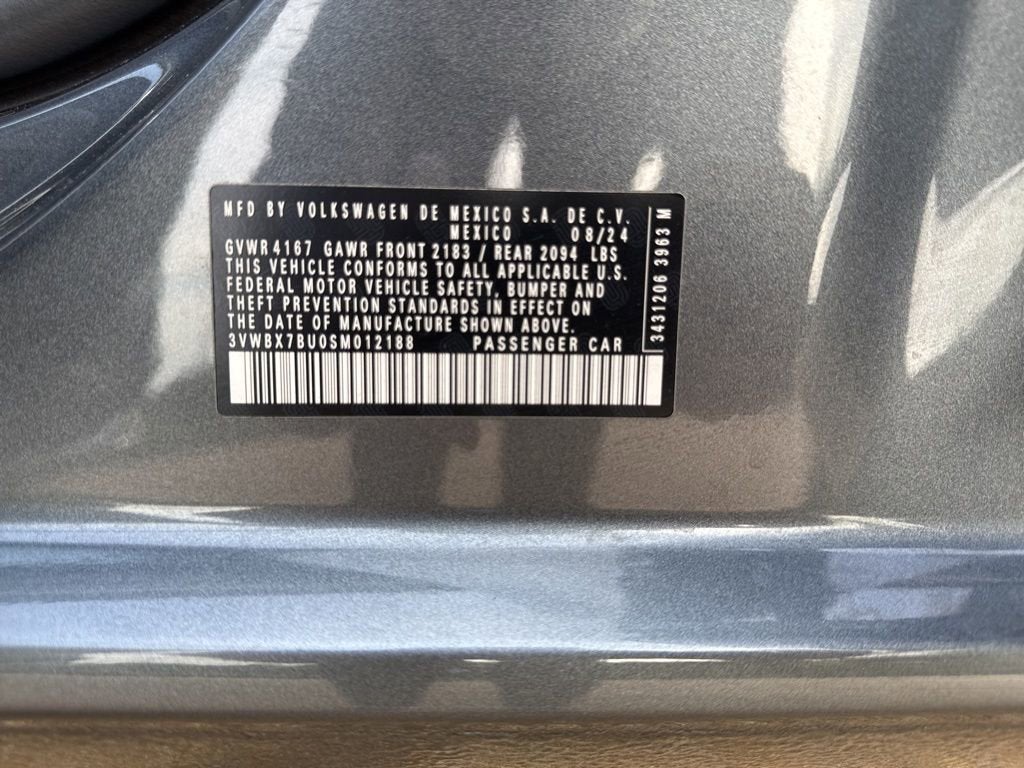 MFD BY VOLKSWAGEN DE MEXICO S.A. DE C.V.
MEXICO 08/24
GVWR 4167 GAWR FRONT 2183 / REAR 2094 LBS
THIS VEHICLE CONFORMS TO ALL APPLICABLE U.S.
FEDERAL MOTOR VEHICLE SAFETY, BUMPER AND
THEFT PREVENTION STANDARDS IN EFFECT ON
THE DATE OF MANUFACTURE SHOWN ABOVE.
3VWBX7BU0SM012188 PASSENGER CAR
3431206 3963 M